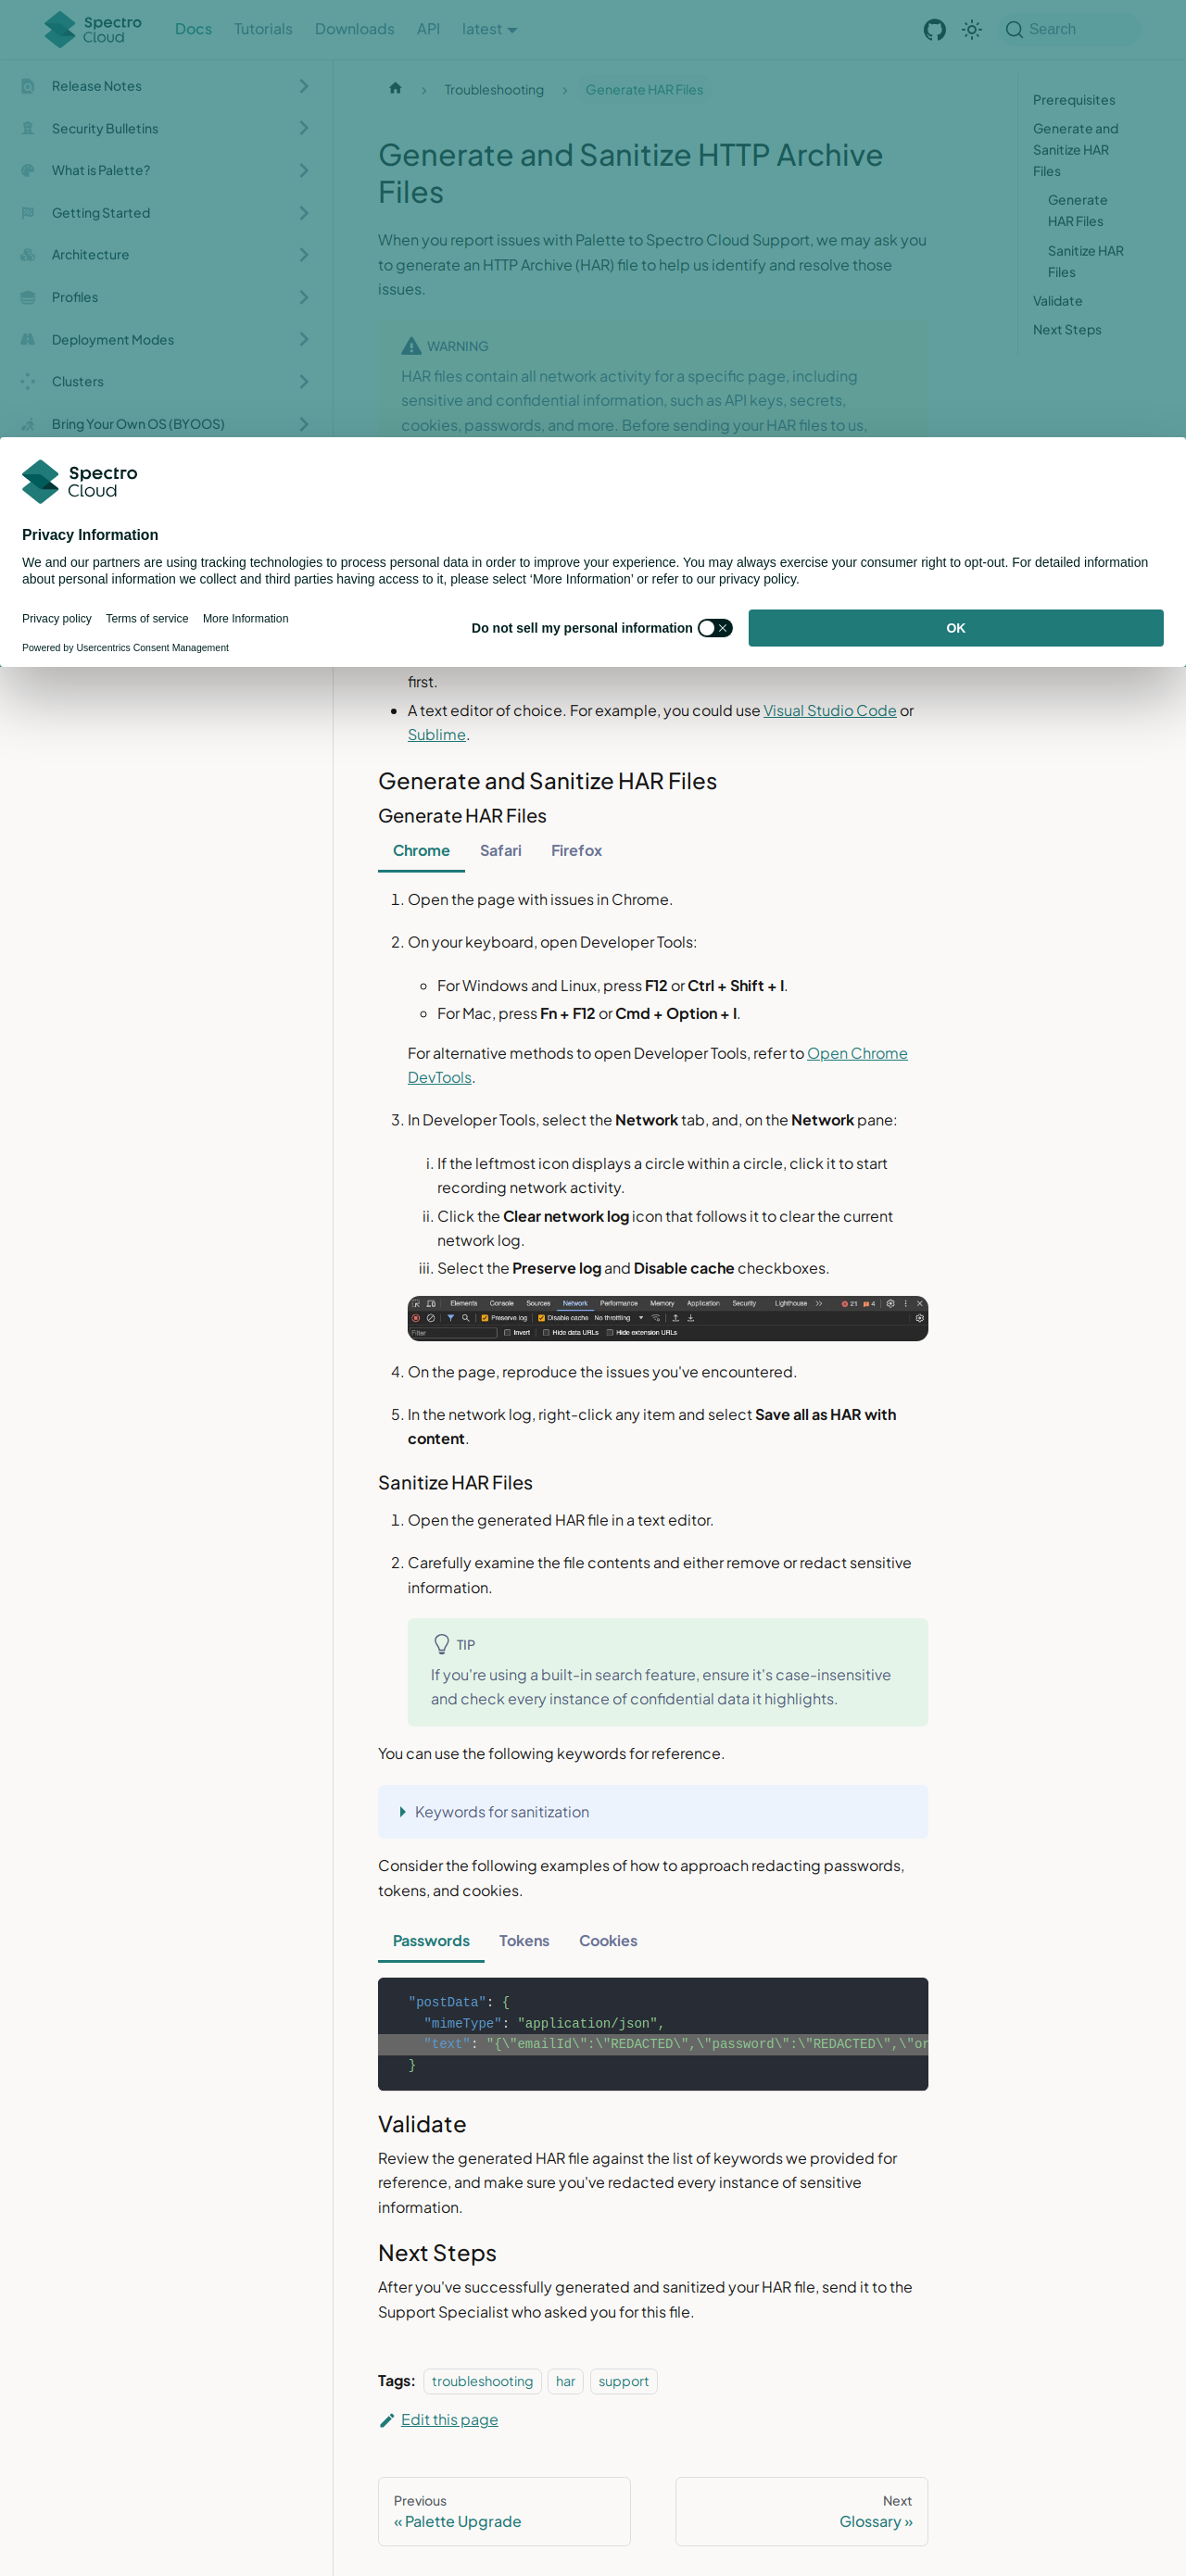 Spectro Cloud
Docs
Tutorials
Downloads
API
latest
Search
Release Notes
Security Bulletins
What is Palette?
Getting Started
Architecture
Profiles
Deployment Modes
Clusters
Bring Your Own OS (BYOOS)
Troubleshooting
Generate HAR Files
Generate and Sanitize HTTP Archive
Files
When you report issues with Palette to Spectro Cloud Support, we may ask you
to generate an HTTP Archive (HAR) file to help us identify and resolve those
issues.
WARNING
HAR files contain all network activity for a specific page, including
sensitive and confidential information, such as API keys, secrets,
cookies, passwords, and more. Before sending your HAR files to us,
Prerequisites
Generate and
Sanitize HAR
Files
Generate
HAR Files
Sanitize HAR
Files
Validate
Next Steps
Spectro
Cloud
Privacy Information
We and our partners are using tracking technologies to process personal data in order to improve your experience. You may always exercise your consumer right to opt-out. For detailed information
about personal information we collect and third parties having access to it, please select ‘More Information’ or refer to our privacy policy.
Privacy policy
Terms of service
More Information
Do not sell my personal information
OK
Powered by Usercentrics Consent Management
first.
A text editor of choice. For example, you could use Visual Studio Code or
Sublime.
Generate and Sanitize HAR Files
Generate HAR Files
Chrome
Safari
Firefox
1. Open the page with issues in Chrome.
2. On your keyboard, open Developer Tools:
For Windows and Linux, press F12 or Ctrl + Shift + I.
For Mac, press Fn + F12 or Cmd + Option + I.
For alternative methods to open Developer Tools, refer to Open Chrome
DevTools.
3. In Developer Tools, select the Network tab, and, on the Network pane:
i. If the leftmost icon displays a circle within a circle, click it to start
recording network activity.
ii. Click the Clear network log icon that follows it to clear the current
network log.
iii. Select the Preserve log and Disable cache checkboxes.
Elements Console Sources Network Performance Memory Application Security Lighthouse » 21 4
Preserve log Disable cache No throttling
Filter Invert Hide data URLs Hide extension URLs
4. On the page, reproduce the issues you've encountered.
5. In the network log, right-click any item and select Save all as HAR with
content.
Sanitize HAR Files
1. Open the generated HAR file in a text editor.
2. Carefully examine the file contents and either remove or redact sensitive
information.
TIP
If you're using a built-in search feature, ensure it's case-insensitive
and check every instance of confidential data it highlights.
You can use the following keywords for reference.
Keywords for sanitization
Consider the following examples of how to approach redacting passwords,
tokens, and cookies.
Passwords
Tokens
Cookies
"postData": {
"mimeType": "application/json",
"text": "{\"emailId\":\"REDACTED\",\"password\":\"REDACTED\",\"or
}
Validate
Review the generated HAR file against the list of keywords we provided for
reference, and make sure you've redacted every instance of sensitive
information.
Next Steps
After you've successfully generated and sanitized your HAR file, send it to the
Support Specialist who asked you for this file.
Tags: troubleshooting har support
Edit this page
Previous
« Palette Upgrade
Next
Glossary »